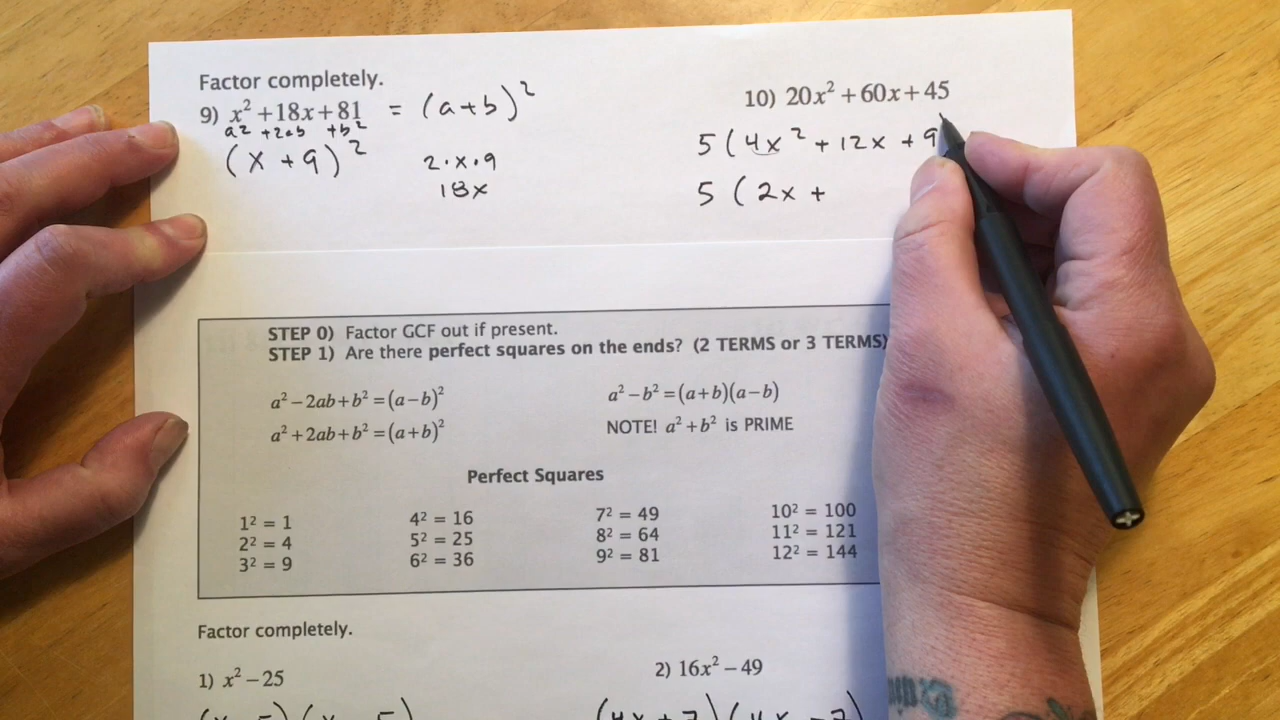 Factor completely.
9) x² + 18x + 81 = (a + b)²
a² + 2ab + b²
(x + 9)² 2 · x · 9
18x
10) 20x² + 60x + 45
5 (4x² + 12x + 9
5 (2x +
STEP 0) Factor GCF out if present.
STEP 1) Are there perfect squares on the ends? (2 TERMS or 3 TERMS)
a² − 2ab + b² = (a − b)²
a² + 2ab + b² = (a + b)²
a² − b² = (a + b)(a − b)
NOTE! a² + b² is PRIME
Perfect Squares
1² = 1 4² = 16 7² = 49 10² = 100
2² = 4 5² = 25 8² = 64 11² = 121
3² = 9 6² = 36 9² = 81 12² = 144
Factor completely.
1) x² − 25
2) 16x² − 49
(4x + 7) (4x − 7)